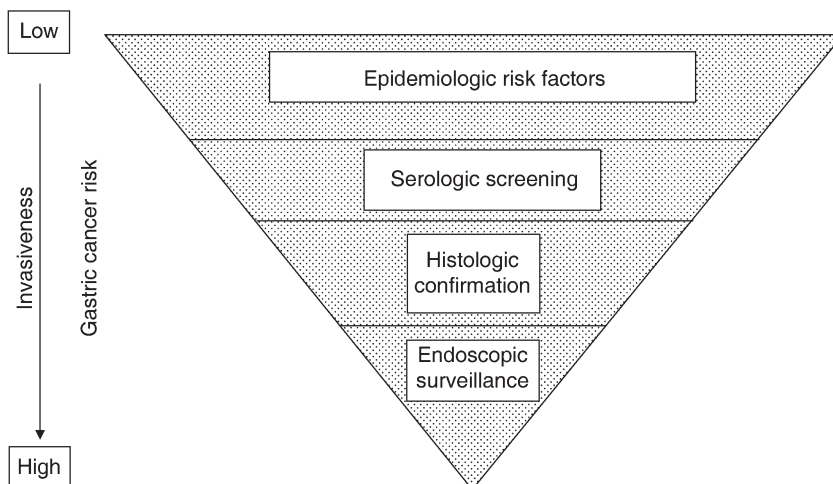 Low
Epidemiologic risk factors
Serologic screening
Histologic
confirmation
Endoscopic
surveillance
Invasiveness
Gastric cancer risk
High